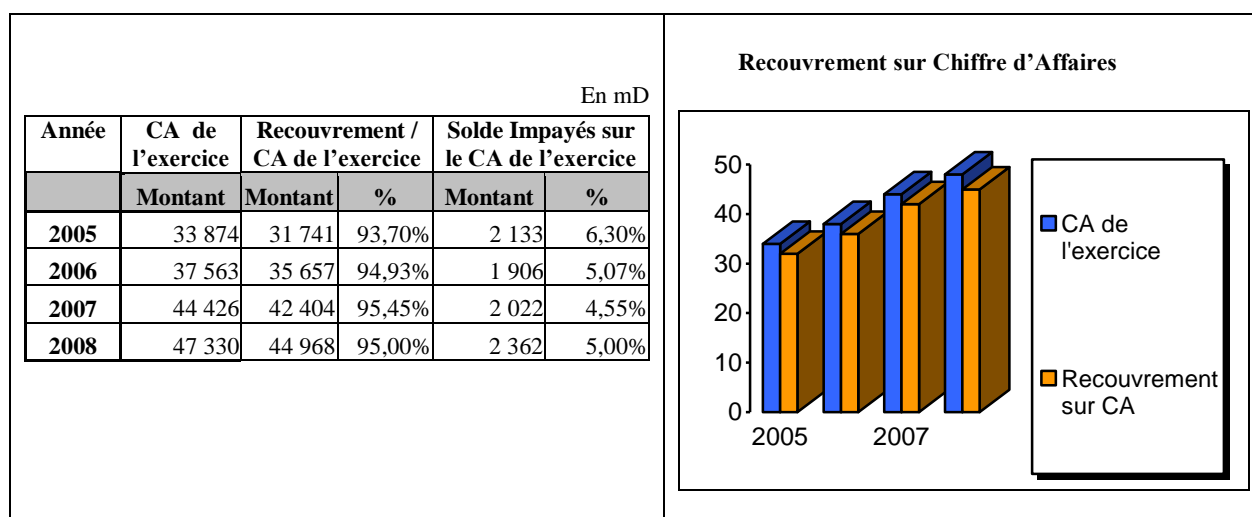 En mD
Année CA de l'exercice Recouvrement / CA de l'exercice Solde Impayés sur le CA de l'exercice
Montant Montant % Montant %
2005 33 874 31 741 93,70% 2 133 6,30%
2006 37 563 35 657 94,93% 1 906 5,07%
2007 44 426 42 404 95,45% 2 022 4,55%
2008 47 330 44 968 95,00% 2 362 5,00%
Recouvrement sur Chiffre d'Affaires
50
40
30
20
10
0
2005 2007
CA de
l'exercice
Recouvrement
sur CA